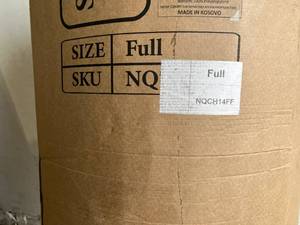 MADE IN KOSOVO
SIZE Full
SKU NQ
Full
NQCH14FF